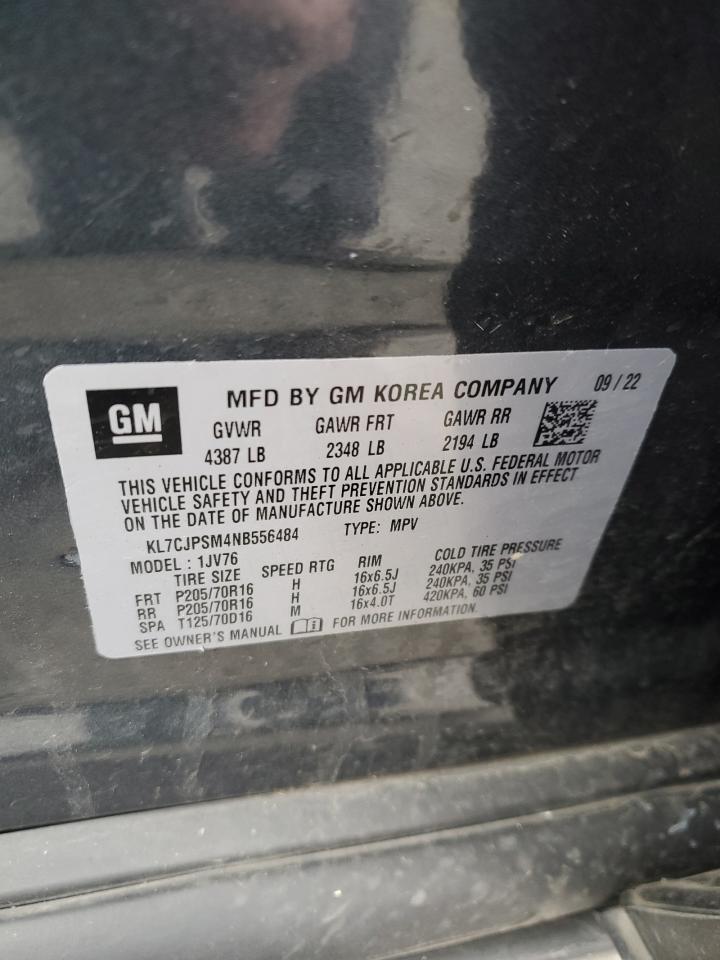 GM
MFD BY GM KOREA COMPANY 09 / 22
GVWR GAWR FRT GAWR RR
4387 LB 2348 LB 2194 LB
THIS VEHICLE CONFORMS TO ALL APPLICABLE U.S. FEDERAL MOTOR
VEHICLE SAFETY AND THEFT PREVENTION STANDARDS IN EFFECT
ON THE DATE OF MANUFACTURE SHOWN ABOVE.
KL7CJPSM4NB556484 TYPE: MPV
MODEL : 1JV76
TIRE SIZE SPEED RTG RIM COLD TIRE PRESSURE
FRT P205/70R16 H 16x6.5J 240KPA, 35 PSI
RR P205/70R16 H 16x6.5J 240KPA, 35 PSI
SPA T125/70D16 M 16x4.0T 420KPA, 60 PSI
SEE OWNER'S MANUAL FOR MORE INFORMATION.